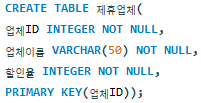 CREATE TABLE 제휴업체(
업체ID INTEGER NOT NULL,
업체이름 VARCHAR(50) NOT NULL,
할인율 INTEGER NOT NULL,
PRIMARY KEY(업체ID));